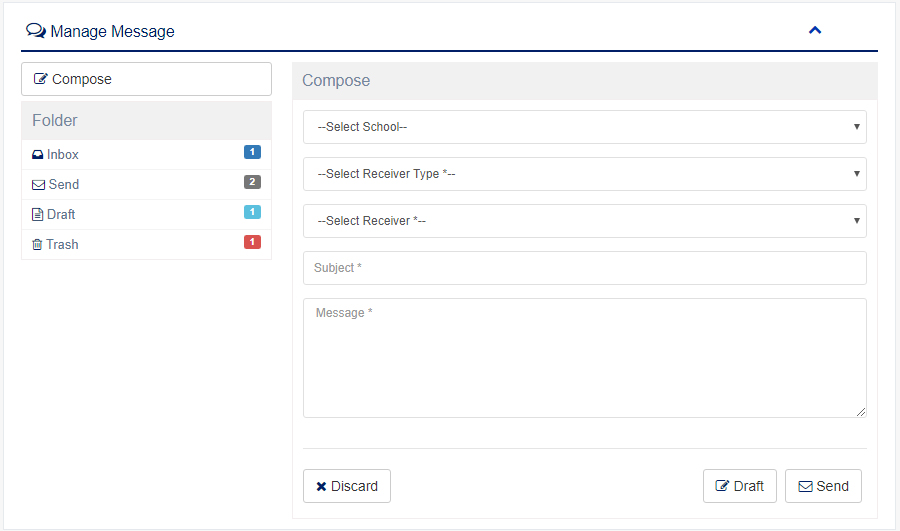 Manage Message
Compose
Folder
Inbox 1
Send 2
Draft 1
Trash 1
Compose
--Select School--
--Select Receiver Type *--
--Select Receiver *--
Subject *
Message *
Discard
Draft
Send